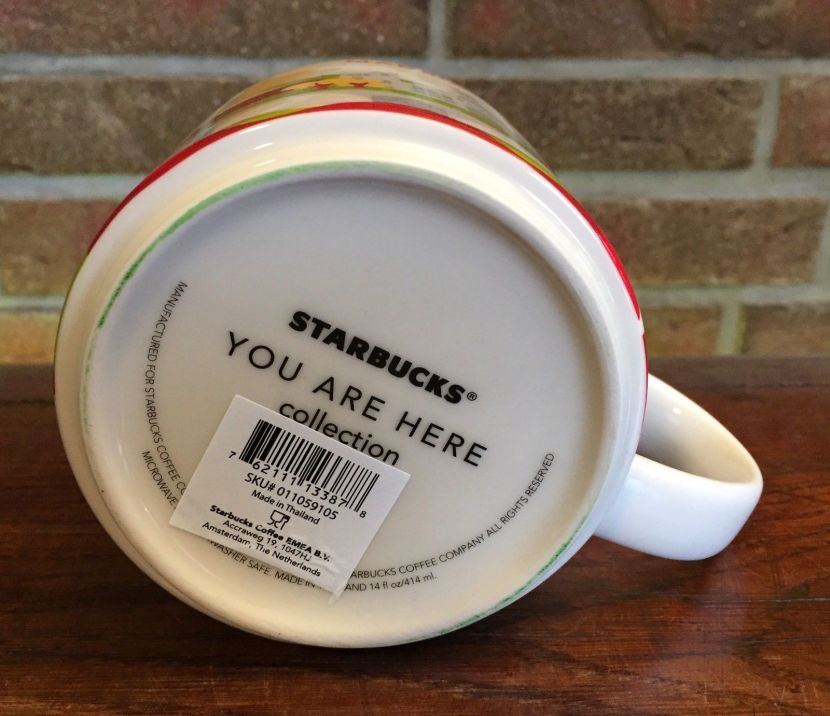 STARBUCKS®
YOU ARE HERE
collection
7 62111 13387 8
SKU# 011059105
Made in Thailand
Starbucks Coffee EMEA B.V.
Accraweg 19, 1047HJ
Amsterdam, The Netherlands
MANUFACTURED FOR STARBUCKS COFFEE
ARBUCKS COFFEE COMPANY ALL RIGHTS RESERVED
MICROWAVE
WASHER SAFE. MADE IN
AND 14 fl oz/414 ml.